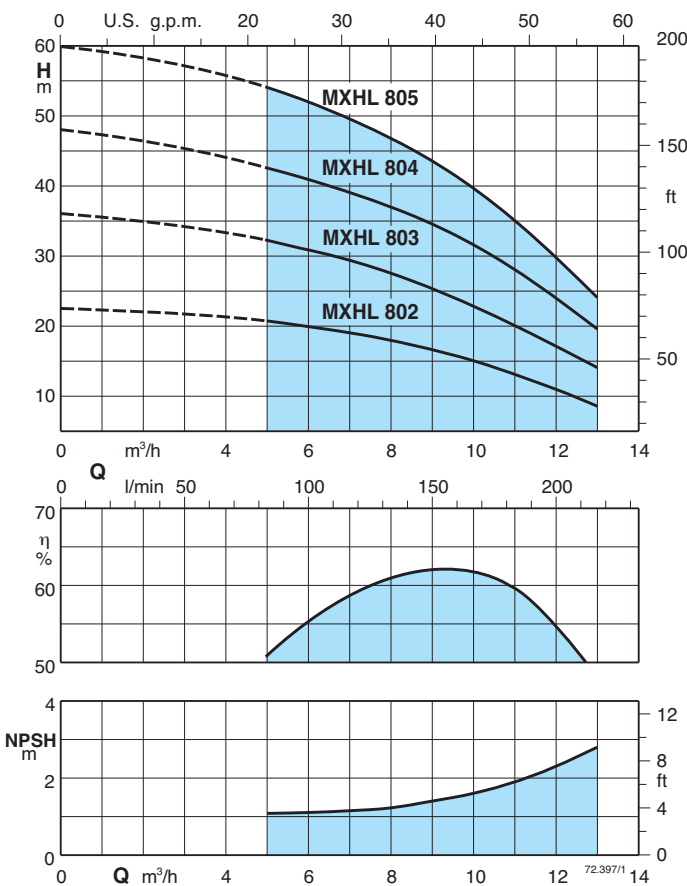 0 U.S. g.p.m. 20 30 40 50 60
60 200
H
m
50
MXHL 805
150
MXHL 804
40
ft
MXHL 803
100
30
MXHL 802
20
50
10
0 m³/h 4 6 8 10 12 14
Q
0 l/min 50 100 150 200
70
η
%
60
50
4
12
NPSH
m
8
ft
2
4
0 0
72.397/1
0 Q m³/h 4 6 8 10 12 14